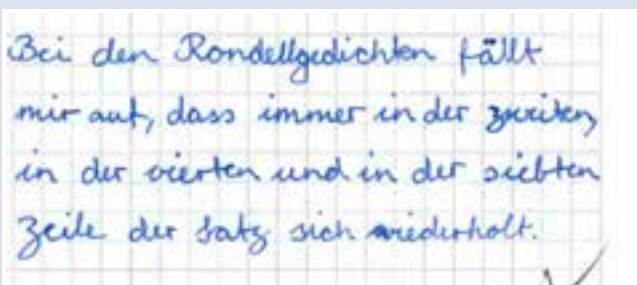 Bei den Rondellgedichten fällt
mir auf, dass immer in der zweiten,
in der vierten und in der siebten
Zeile der Satz sich wiederholt.